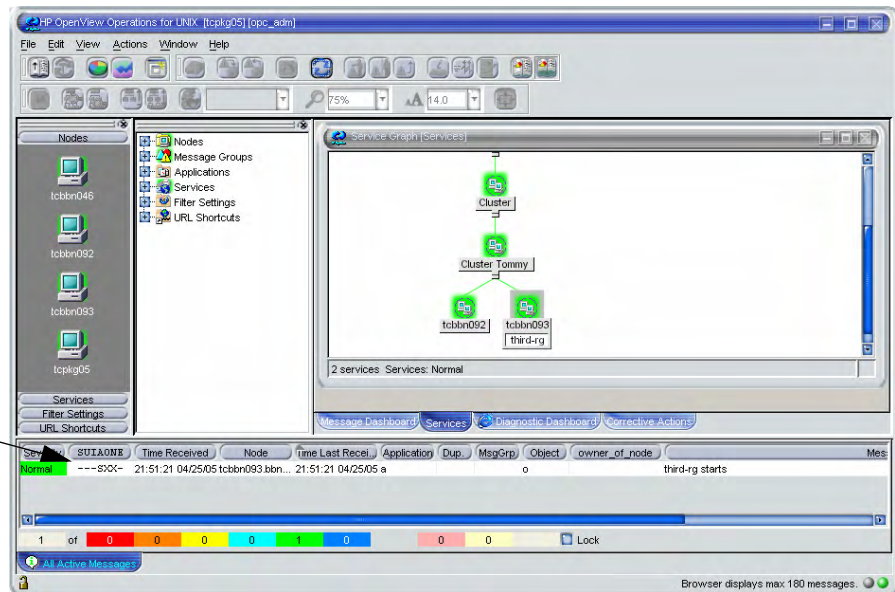 HP OpenView Operations for UNIX [tcpkg05] [opc_adm]
File Edit View Actions Window Help
75%
14.0
Nodes
tcbbn046
tcbbn092
tcbbn093
tcpkg05
Services
Filter Settings
URL Shortcuts
Nodes
Message Groups
Applications
Services
Filter Settings
URL Shortcuts
Service Graph (Services)
Cluster
Cluster Tommy
tcbbn092
tcbbn093
third-rg
2 services Services: Normal
Message Dashboard Services Diagnostic Dashboard Corrective Actions
SUIAONE Time Received Node Time Last Recei... Application Dup... MsgGrp Object owner_of_node Mes
Normal ---SXX- 21:51:21 04/25/05 tcbbn093.bbn... 21:51:21 04/25/05 a o third-rg starts
1 of 0 0 0 0 1 0 0 0 Lock
All Active Messages
Browser displays max 180 messages.